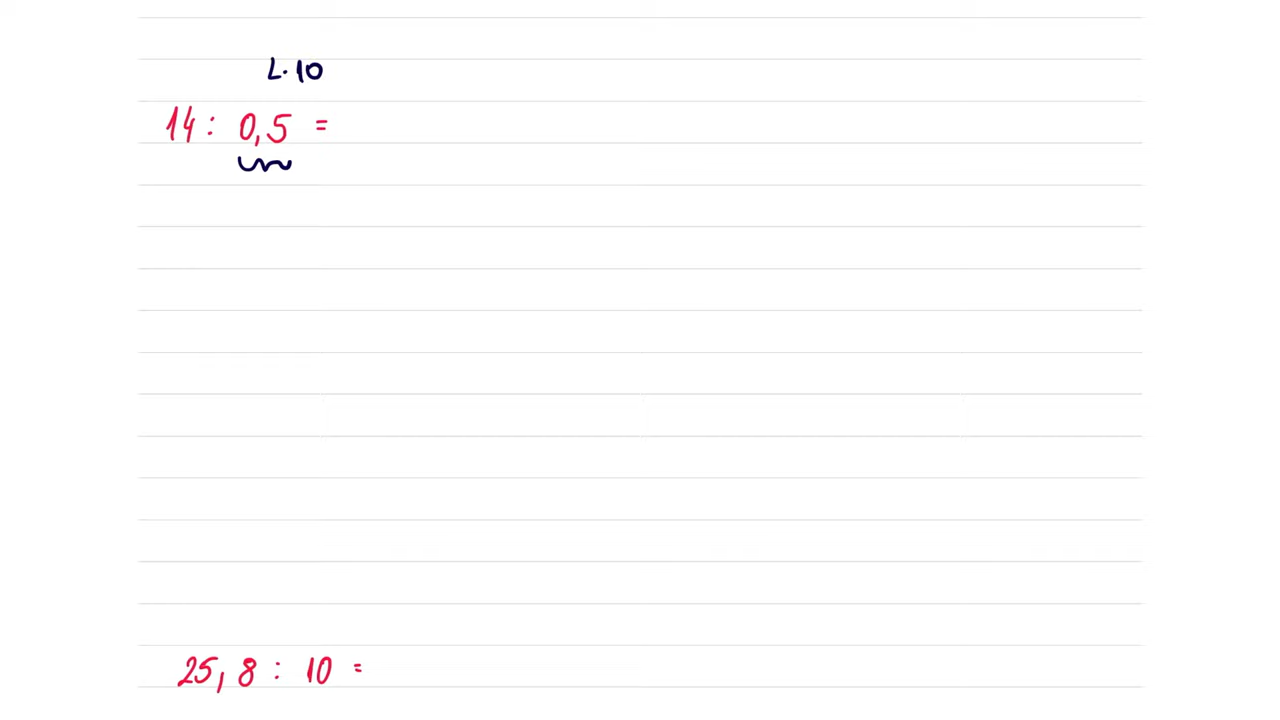 L·10
14 : 0,5 =
25,8 : 10 =